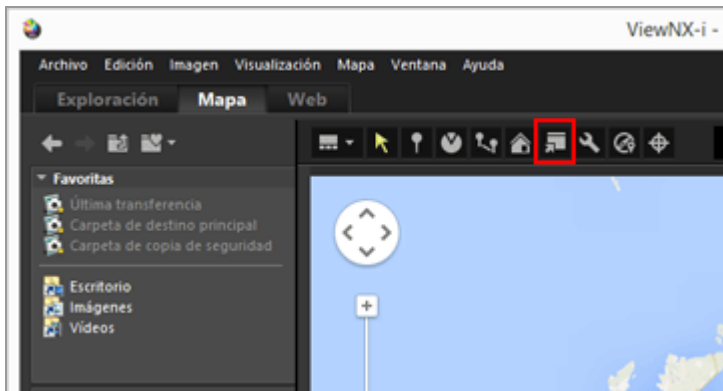 ViewNX-i -
Archivo Edición Imagen Visualización Mapa Ventana Ayuda
Exploración Mapa Web
Favoritas
Última transferencia
Carpeta de destino principal
Carpeta de copia de seguridad
Escritorio
Imágenes
Vídeos